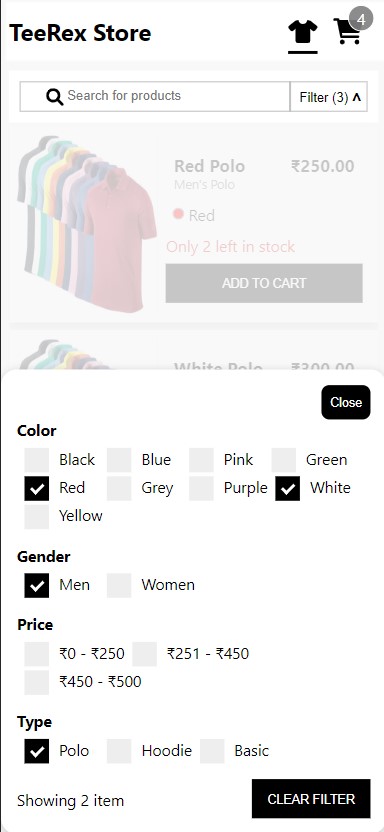 TeeRex Store
4
Search for products
Filter (3) ∧
Red Polo ₹250.00
Men's Polo
Red
Only 2 left in stock
ADD TO CART
White Polo ₹300.00
Close
Color
Black Blue Pink Green
Red Grey Purple White
Yellow
Gender
Men Women
Price
₹0 - ₹250 ₹251 - ₹450
₹450 - ₹500
Type
Polo Hoodie Basic
Showing 2 item
CLEAR FILTER